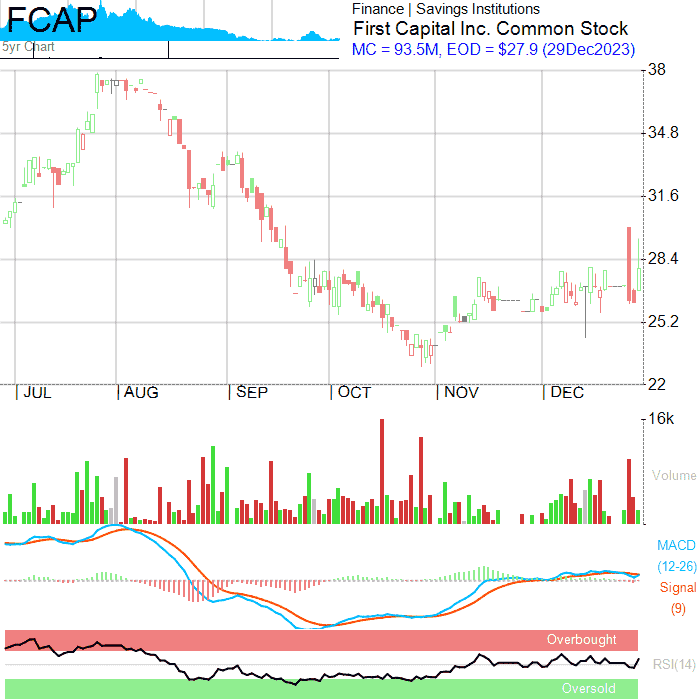 FCAP
5yr Chart
Finance | Savings Institutions
First Capital Inc. Common Stock
MC = 93.5M, EOD = $27.9 (29Dec2023)
38
34.8
31.6
28.4
25.2
22
JUL AUG SEP OCT NOV DEC
16k
Volume
MACD
(12-26)
Signal
(9)
Overbought
RSI(14)
Oversold